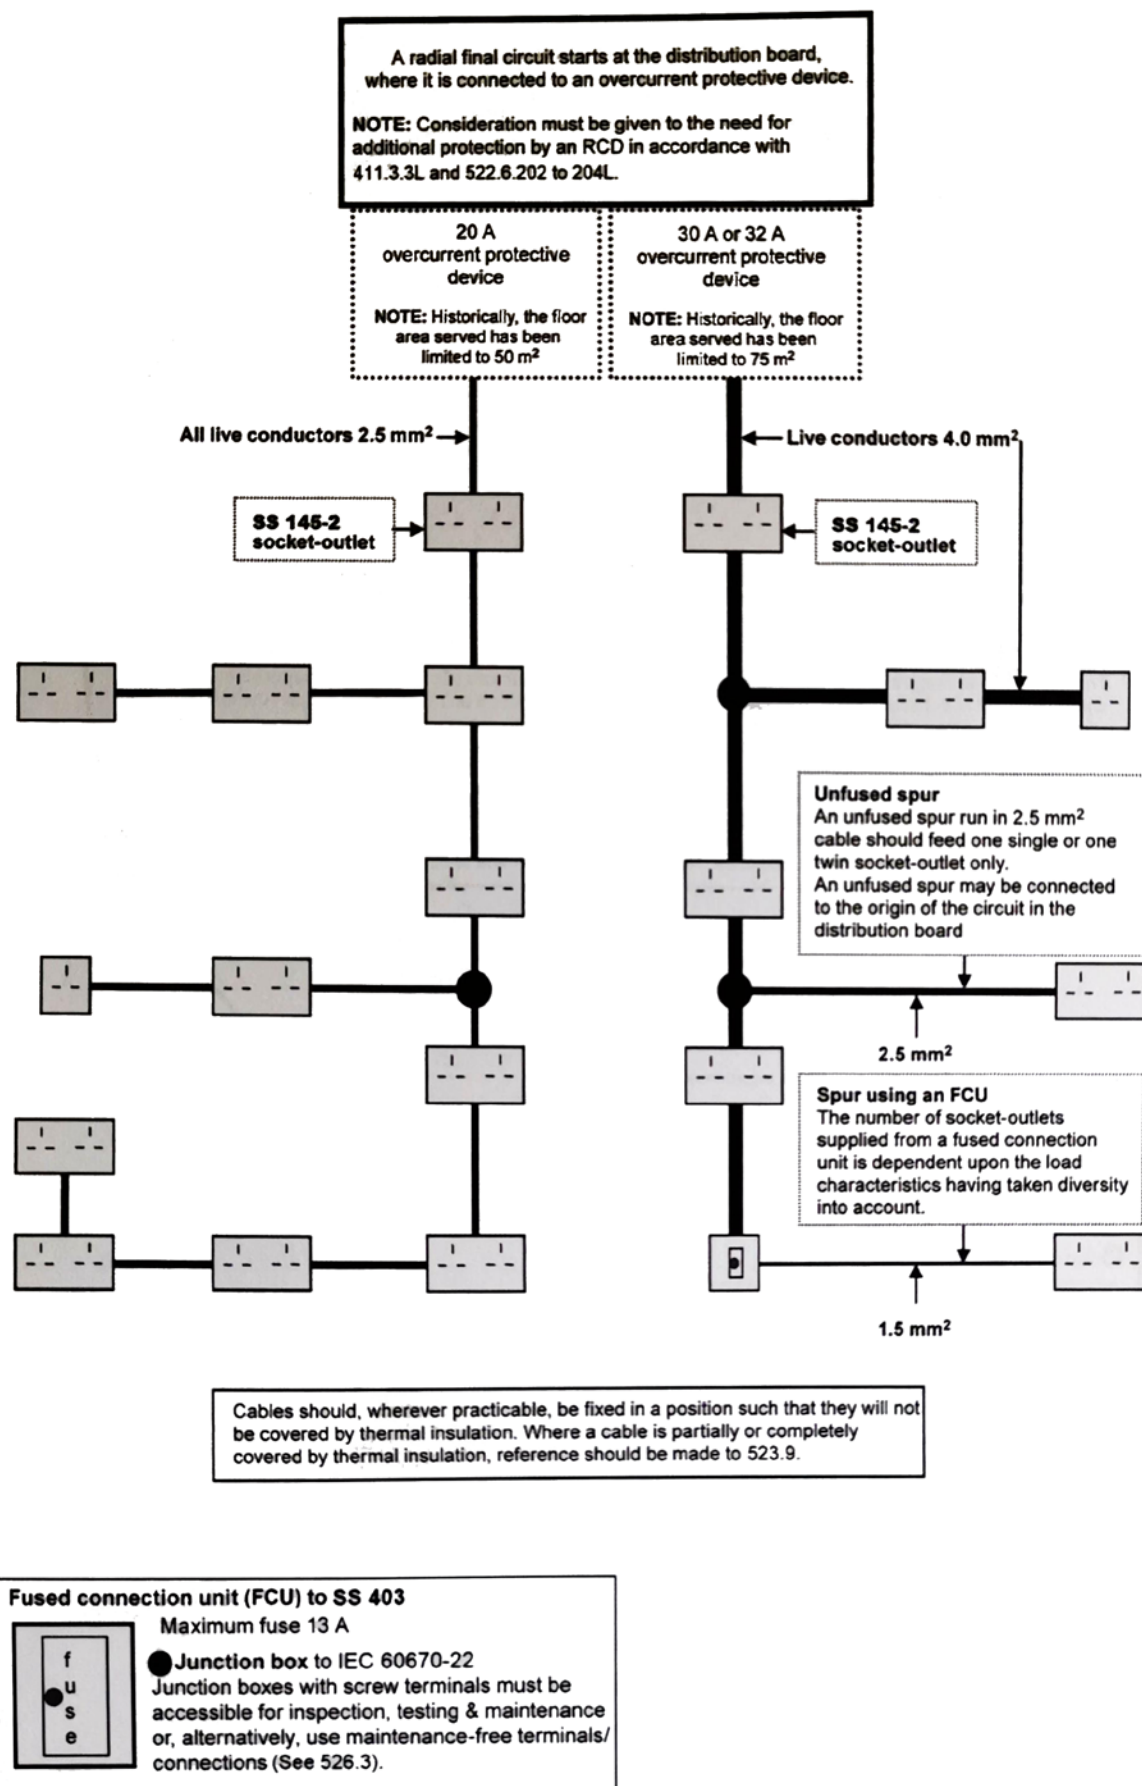 A radial final circuit starts at the distribution board,
where it is connected to an overcurrent protective device.
NOTE: Consideration must be given to the need for
additional protection by an RCD in accordance with
411.3.3L and 522.6.202 to 204L.
20 A
overcurrent protective
device
NOTE: Historically, the floor
area served has been
limited to 50 m²
30 A or 32 A
overcurrent protective
device
NOTE: Historically, the floor
area served has been
limited to 75 m²
All live conductors 2.5 mm²
Live conductors 4.0 mm²
SS 145-2
socket-outlet
SS 145-2
socket-outlet
Unfused spur
An unfused spur run in 2.5 mm²
cable should feed one single or one
twin socket-outlet only.
An unfused spur may be connected
to the origin of the circuit in the
distribution board
2.5 mm²
Spur using an FCU
The number of socket-outlets
supplied from a fused connection
unit is dependent upon the load
characteristics having taken diversity
into account.
1.5 mm²
Cables should, wherever practicable, be fixed in a position such that they will not
be covered by thermal insulation. Where a cable is partially or completely
covered by thermal insulation, reference should be made to 523.9.
Fused connection unit (FCU) to SS 403
Maximum fuse 13 A
f
u
s
e
Junction box to IEC 60670-22
Junction boxes with screw terminals must be
accessible for inspection, testing & maintenance
or, alternatively, use maintenance-free terminals/
connections (See 526.3).